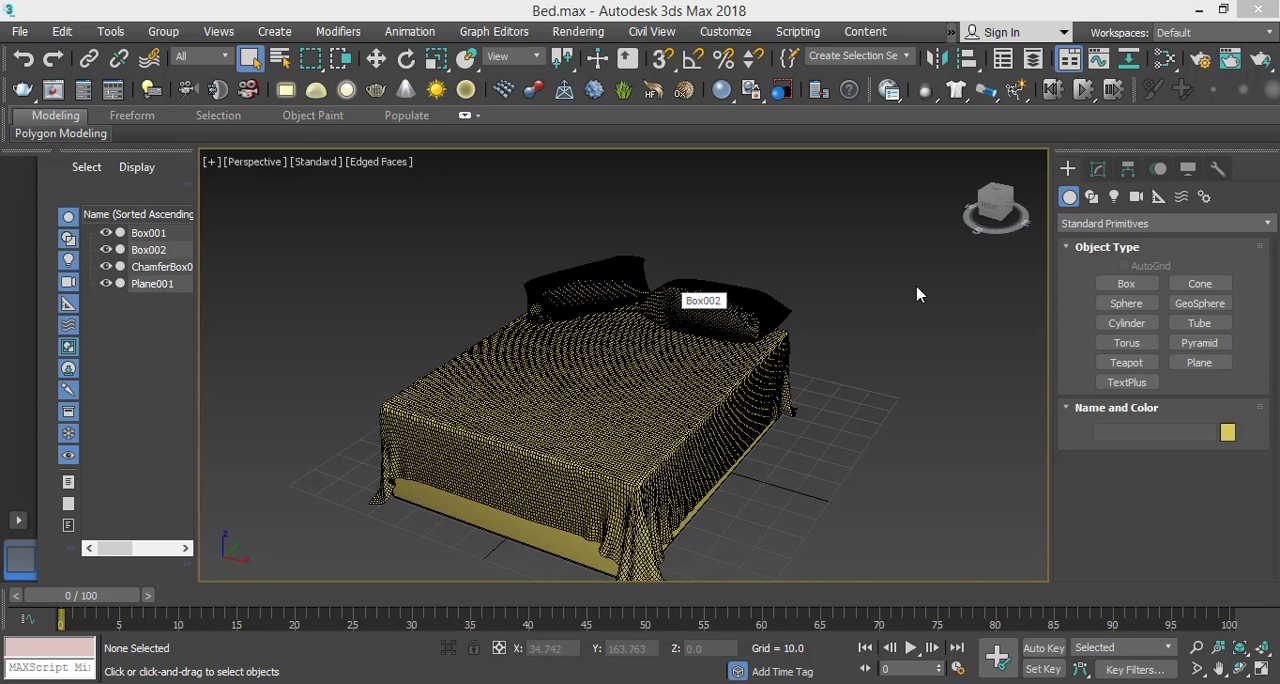 Bed.max - Autodesk 3ds Max 2018
File Edit Tools Group Views Create Modifiers Animation Graph Editors Rendering Civil View Customize Scripting Content » Sign In Workspaces: Default
All View Create Selection Se
Modeling Freeform Selection Object Paint Populate
Polygon Modeling
Select Display
[+] [Perspective ] [Standard ] [Edged Faces ]
Name (Sorted Ascending
Box001
Box002
ChamferBox0
Plane001
Box002
Standard Primitives
Object Type
AutoGrid
Box Cone
Sphere GeoSphere
Cylinder Tube
Torus Pyramid
Teapot Plane
TextPlus
Name and Color
0 / 100
0 5 10 15 20 25 30 35 40 45 50 55 60 65 70 75 80 85 90 95 100
None Selected X: 34.742 Y: 163.763 Z: 0.0 Grid = 10.0 Auto Key Selected
MAXScript Mi Click or click-and-drag to select objects Add Time Tag 0 Set Key Key Filters...